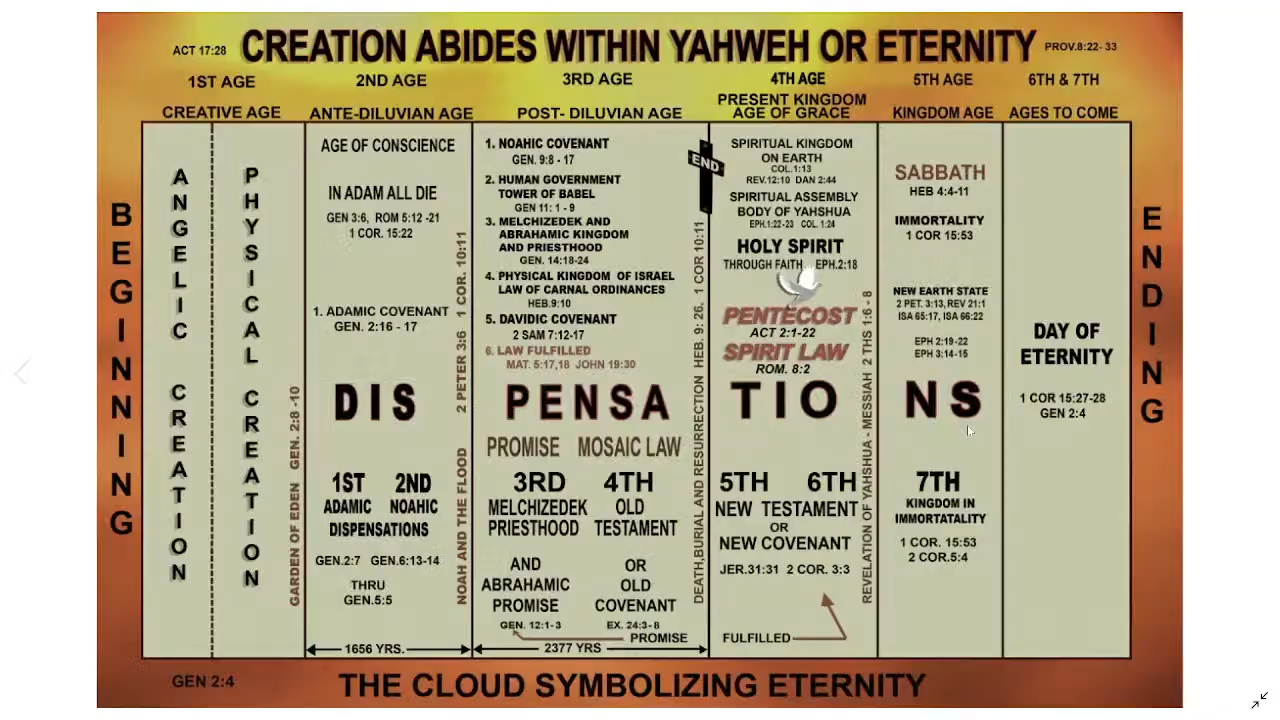 ACT 17:28
CREATION ABIDES WITHIN YAHWEH OR ETERNITY
PROV.8:22- 33
1ST AGE
2ND AGE
3RD AGE
4TH AGE
5TH AGE
6TH & 7TH
CREATIVE AGE
ANTE-DILUVIAN AGE
POST- DILUVIAN AGE
PRESENT KINGDOM
AGE OF GRACE
KINGDOM AGE
AGES TO COME
BEGINNING
ANGELIC CREATION
PHYSICAL CREATION
GARDEN OF EDEN GEN. 2:8 -10
AGE OF CONSCIENCE
IN ADAM ALL DIE
GEN 3:6, ROM 5:12 -21
1 COR. 15:22
1. ADAMIC COVENANT
GEN. 2:16 - 17
DIS
1ST 2ND
ADAMIC NOAHIC
DISPENSATIONS
GEN.2:7 GEN.6:13-14
THRU
GEN.5:5
1656 YRS.
NOAH AND THE FLOOD 2 PETER 3:6 1 COR. 10:11
1. NOAHIC COVENANT
GEN. 9:8 - 17
2. HUMAN GOVERNMENT
TOWER OF BABEL
GEN 11: 1 - 9
3. MELCHIZEDEK AND
ABRAHAMIC KINGDOM
AND PRIESTHOOD
GEN. 14:18-24
4. PHYSICAL KINGDOM OF ISRAEL
LAW OF CARNAL ORDINANCES
HEB.9:10
5. DAVIDIC COVENANT
2 SAM 7:12-17
6. LAW FULFILLED
MAT. 5:17,18 JOHN 19:30
PENSA
PROMISE MOSAIC LAW
3RD 4TH
MELCHIZEDEK OLD
PRIESTHOOD TESTAMENT
AND OR
ABRAHAMIC OLD
PROMISE COVENANT
GEN. 12:1-3 EX. 24:3- 8
PROMISE
2377 YRS
END
DEATH,BURIAL AND RESURRECTION HEB. 9: 26, 1 COR 10:11
SPIRITUAL KINGDOM
ON EARTH
COL.1:13
REV.12:10 DAN 2:44
SPIRITUAL ASSEMBLY
BODY OF YAHSHUA
EPH.1:22-23 COL. 1:24
HOLY SPIRIT
THROUGH FAITH EPH.2:18
PENTECOST
ACT 2:1-22
SPIRIT LAW
ROM. 8:2
TIO
5TH 6TH
NEW TESTAMENT
OR
NEW COVENANT
JER.31:31 2 COR. 3:3
FULFILLED
REVELATION OF YAHSHUA - MESSIAH 2 THS 1:6 - 8
SABBATH
HEB 4:4-11
IMMORTALITY
1 COR 15:53
NEW EARTH STATE
2 PET. 3:13, REV 21:1
ISA 65:17, ISA 66:22
EPH 2:19-22
EPH 3:14-15
NS
7TH
KINGDOM IN
IMMORTATALITY
1 COR. 15:53
2 COR.5:4
DAY OF
ETERNITY
1 COR 15:27-28
GEN 2:4
ENDING
GEN 2:4
THE CLOUD SYMBOLIZING ETERNITY